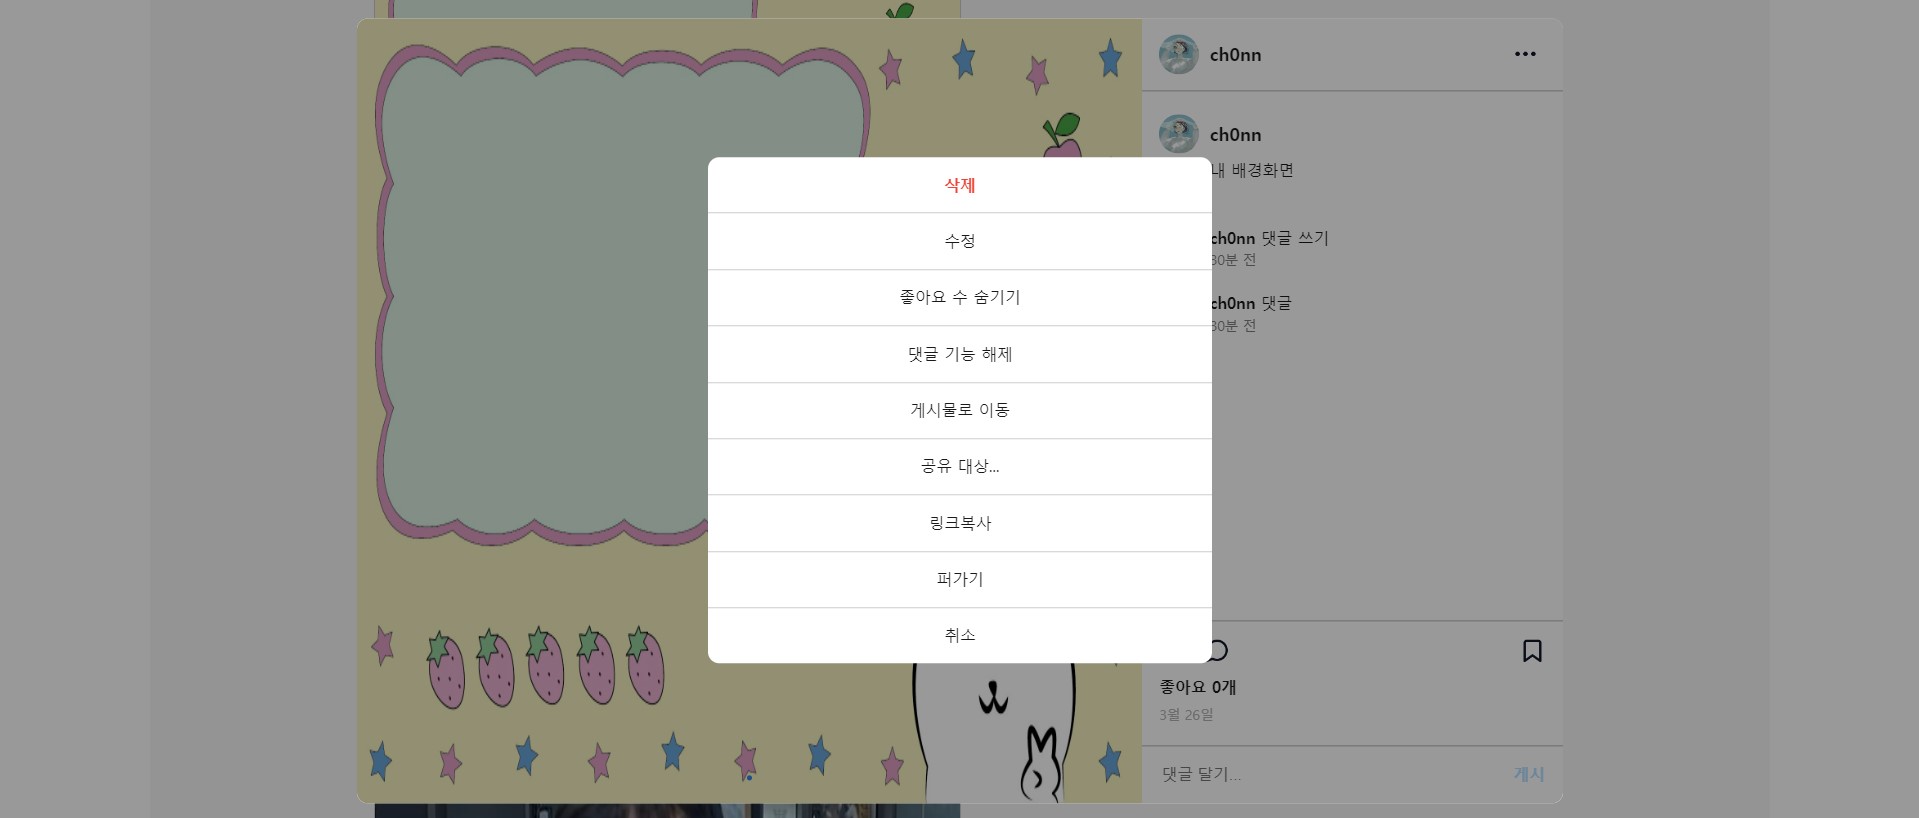 ch0nn
ch0nn
내 배경화면
ch0nn 댓글 쓰기
30분 전
ch0nn 댓글
30분 전
삭제
수정
좋아요 수 숨기기
댓글 기능 해제
게시물로 이동
공유 대상...
링크복사
퍼가기
취소
좋아요 0개
3월 26일
댓글 달기...
게시